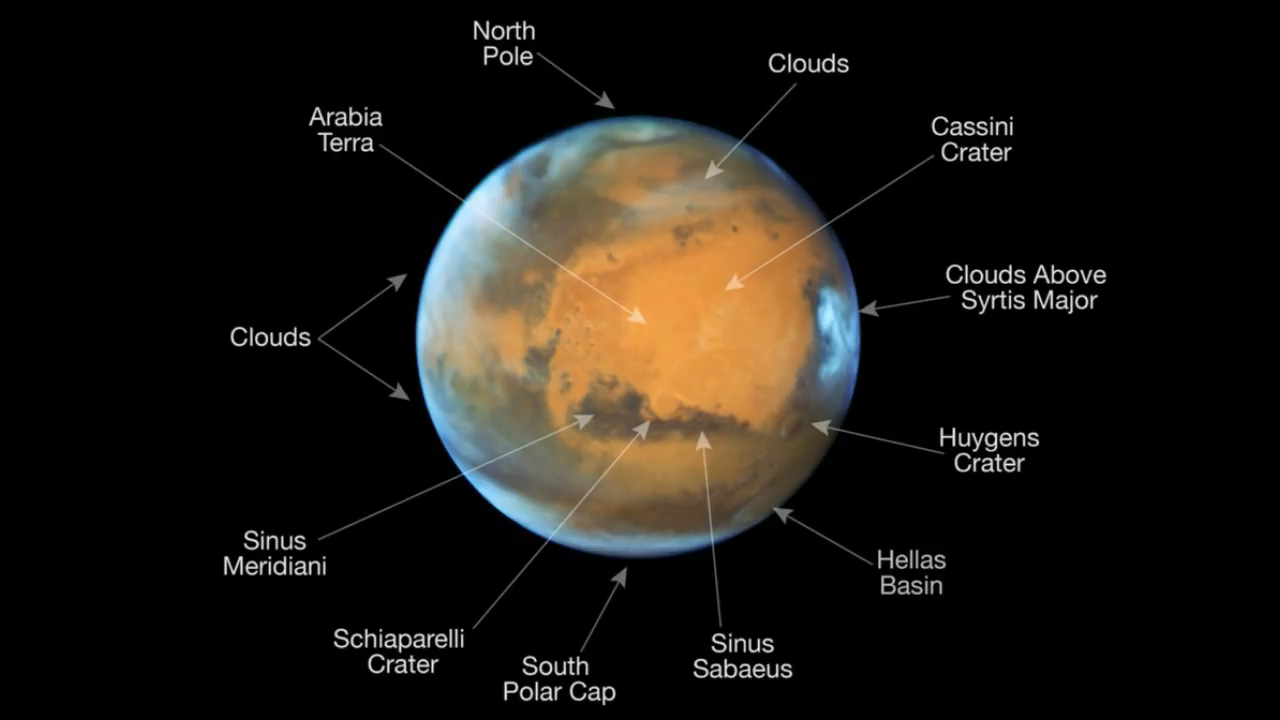 North
Pole
Clouds
Arabia
Terra
Cassini
Crater
Clouds Above
Syrtis Major
Clouds
Huygens
Crater
Sinus
Meridiani
Hellas
Basin
Schiaparelli
Crater
South
Polar Cap
Sinus
Sabaeus